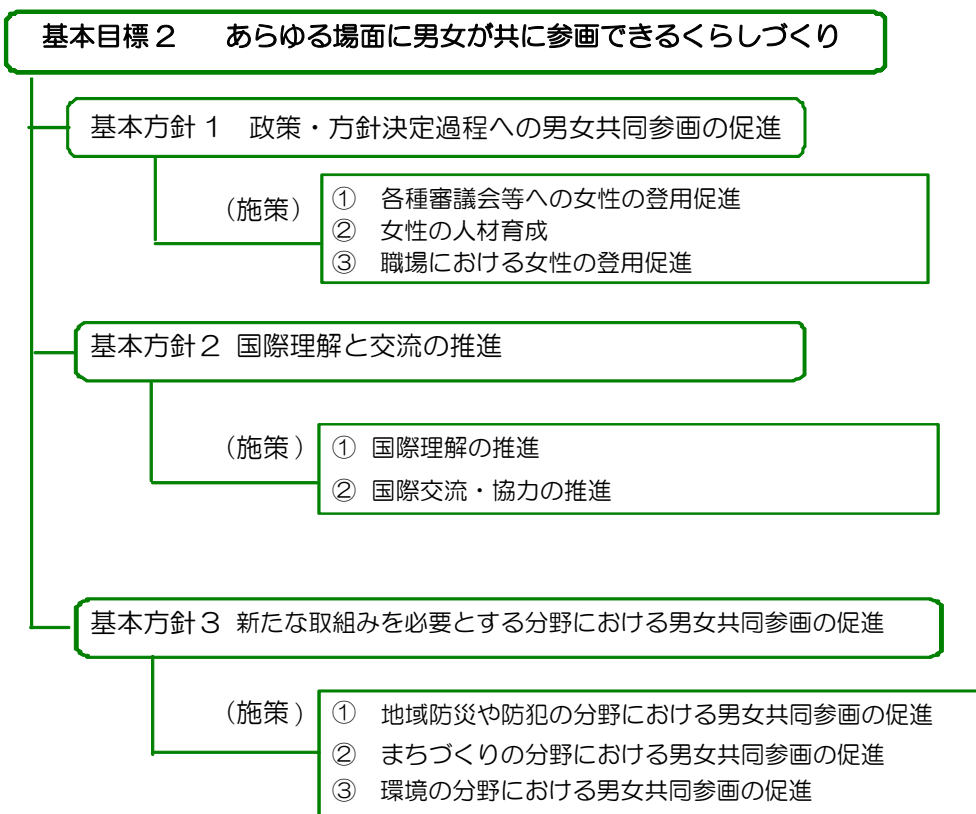 基本目標２　あらゆる場面に男女が共に参画できるくらしづくり
基本方針１　政策・方針決定過程への男女共同参画の促進
（施策）
①　各種審議会等への女性の登用促進
②　女性の人材育成
③　職場における女性の登用促進
基本方針２ 国際理解と交流の推進
（施策）
① 国際理解の推進
② 国際交流・協力の推進
基本方針３ 新たな取組みを必要とする分野における男女共同参画の促進
（施策）
①　地域防災や防犯の分野における男女共同参画の促進
②　まちづくりの分野における男女共同参画の促進
③　環境の分野における男女共同参画の促進